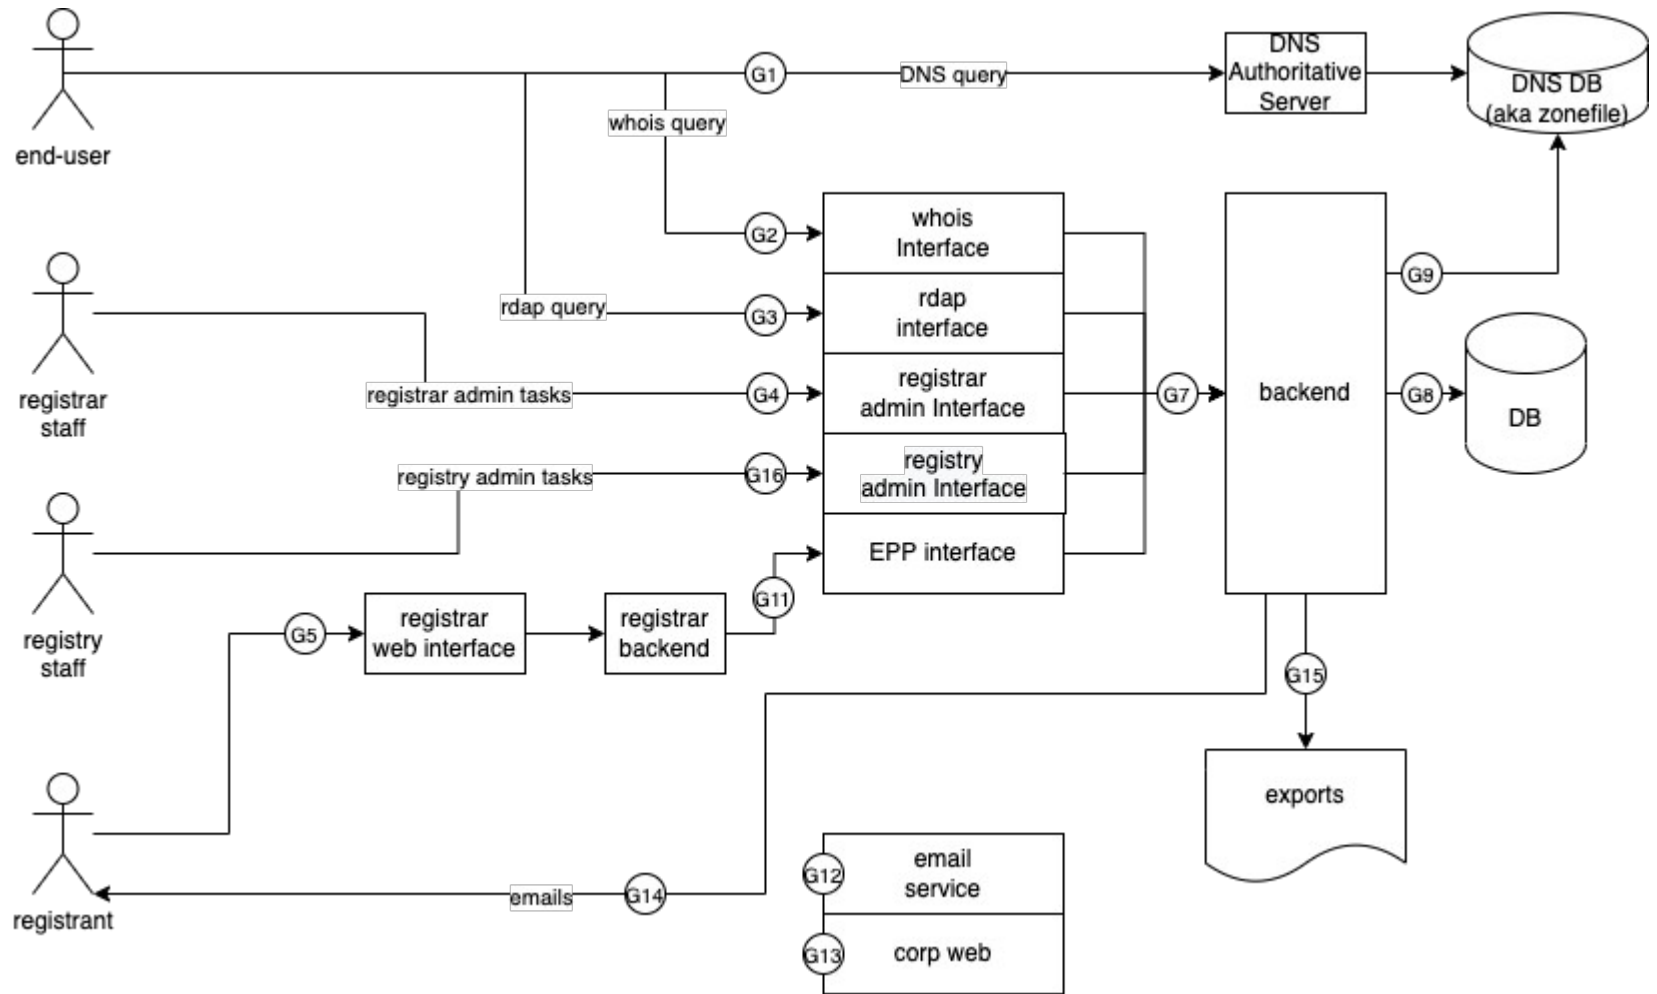 G1
DNS query
DNS
Authoritative
Server
DNS DB
(aka zonefile)
end-user
whois query
G2
whois
Interface
rdap query
G3
rdap
interface
G9
registrar
staff
registrar admin tasks
G4
registrar
admin Interface
G7
backend
G8
DB
registry admin tasks
G16
registry
admin Interface
EPP interface
registry
staff
G5
registrar
web interface
registrar
backend
G11
G15
exports
registrant
emails
G14
G12
email
service
G13
corp web